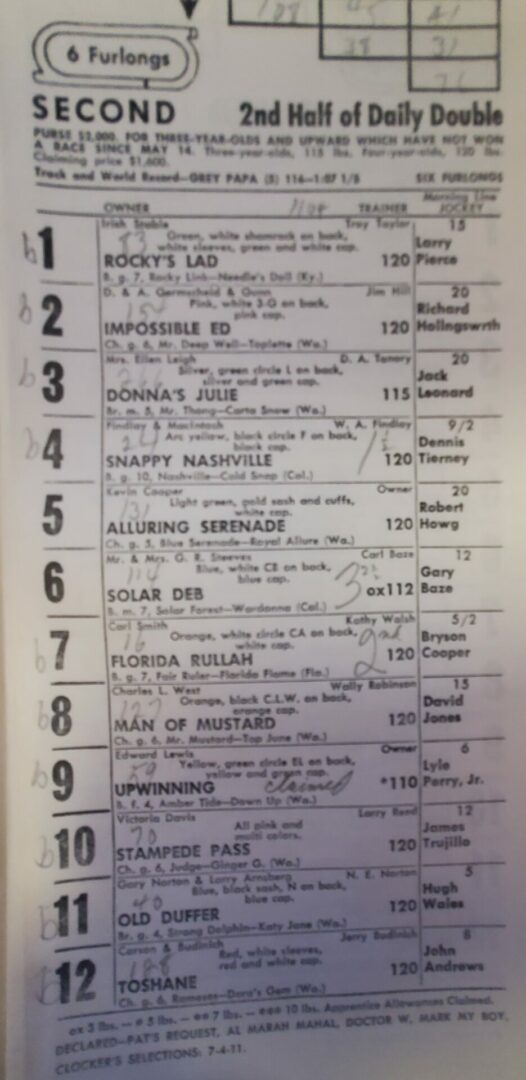 6 Furlongs
SECOND 2nd Half of Daily Double
PURSE $2,000. FOR THREE-YEAR-OLDS AND UPWARD WHICH HAVE NOT WON
A RACE SINCE MAY 14. Three-year-olds, 115 lbs. Four-year-olds, 120 lbs.
Claiming price $1,600.
Track and World Record—GREY PAPA (5) 116—1:07 1/5 SIX FURLONGS
OWNER TRAINER Morning Line JOCKEY
Irish Stable Troy Taylor 15
1 Green, white shamrock on back, Larry
white sleeves, green and white cap.
ROCKY'S LAD 120 Pierce
B. g. 7, Rocky Link—Needle's Doll (Ky.)
D. & A. Germscheid & Gunn Jim Hill 20
2 Pink, white 3-G on back, Richard
pink cap.
IMPOSSIBLE ED 120 Hollngswrth
Ch. g. 6, Mr. Deep Well—Toplette (Wa.)
Mrs. Ellen Leigh D. A. Tanory 20
3 Silver, green circle L on back, Jack
silver and green cap.
DONNA'S JULIE 115 Leonard
Br. m. 5, Mr. Thong—Carta Snow (Wa.)
Findlay & Macintosh W. A. Findlay 9/2
4 Arc yellow, black circle F on back, Dennis
black cap.
SNAPPY NASHVILLE 120 Tierney
B. g. 10, Nashville—Cold Snap (Cal.)
Kevin Cooper Owner 20
5 131 Light green, gold sash and cuffs, Robert
white cap.
ALLURING SERENADE 120 Howg
Ch. g. 5, Blue Serenade—Royal Allure (Wa.)
Mr. & Mrs. G. R. Steeves Carl Baze 12
6 114 Blue, white CB on back, Gary
blue cap.
SOLAR DEB ox112 Baze
B. m. 7, Solar Forest—Wardanna (Cal.)
Carl Smith Kathy Walsh 5/2
7 16 Orange, white circle CA on back, 2nd Bryson
white cap.
FLORIDA RULLAH 120 Cooper
B. g. 7, Fair Ruler—Florida Flame (Fla.)
Charles L. West Wally Robinson 15
8 127 Orange, black C.L.W. on back, David
orange cap.
MAN OF MUSTARD 120 Jones
Ch. g. 6, Mr. Mustard—Top June (Wa.)
Edward Lewis Owner 6
9 Yellow, green circle EL on back, Lyle
yellow and green cap.
UPWINNING claimed *110 Perry, Jr.
B. f. 4, Amber Tide—Down Up (Wa.)
Victoria Davis Larry Reed 12
10 70 All pink and James
multi colors.
STAMPEDE PASS 120 Trujillo
Ch. g. 6, Judge—Ginger G. (Wa.)
Gary Norton & Larry Arnsberg N. E. Norton 5
11 40 Blue, black sash, N on back, Hugh
blue cap.
OLD DUFFER 120 Wales
Br. g. 4, Strong Dolphin—Katy Jane (Wa.)
Carson & Budinich Jerry Budinich 8
12 Red, white sleeves, John
red and white cap.
TOSHANE 120 Andrews
Ch. g. 6, Rameses—Dora's Gem (Wa.)
ox 3 lbs. — * 5 lbs. — ** 7 lbs. — *** 10 lbs. Apprentice Allowances Claimed.
DECLARED—PAT'S REQUEST, AL MARAH MAHAL, DOCTOR W, MARK MY BOY,
CLOCKER'S SELECTIONS: 7-4-11.